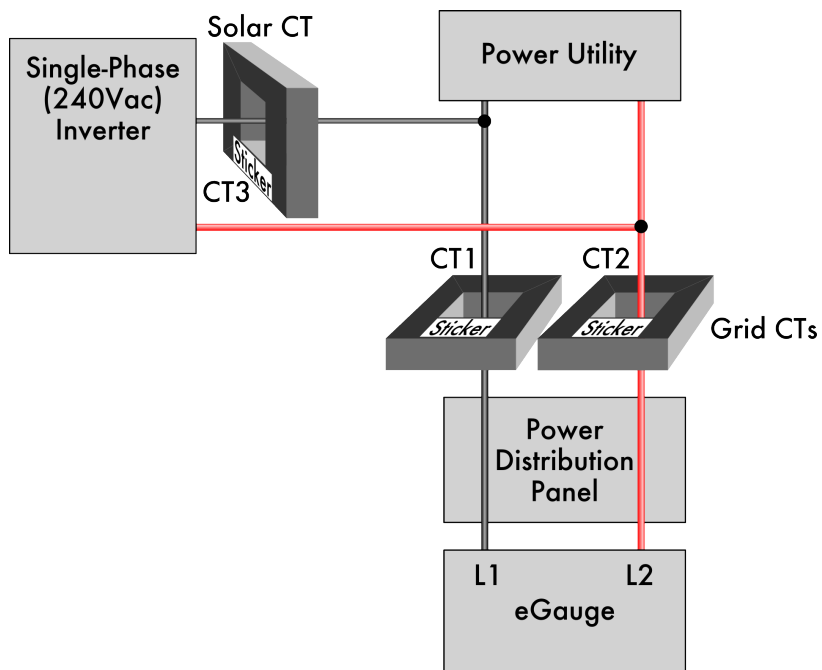 Solar CT
Single-Phase
(240Vac)
Inverter
Power Utility
Sticker
CT3
CT1
CT2
Sticker
Sticker
Grid CTs
Power
Distribution
Panel
L1
L2
eGauge